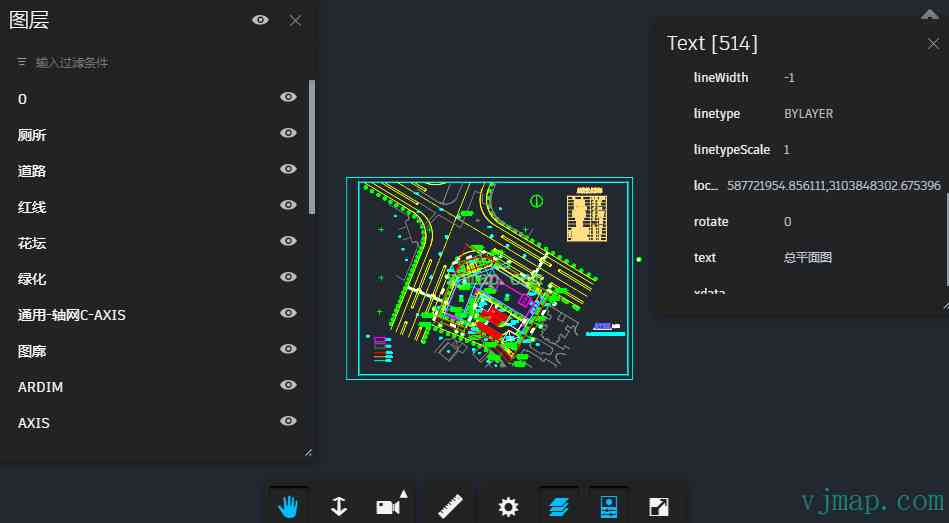 图层
输入过滤条件
0
厕所
道路
红线
花坛
绿化
通用-轴网C-AXIS
图廓
ARDIM
AXIS
Text [514]
lineWidth -1
linetype BYLAYER
linetypeScale 1
loc... 587721954.856111,3103848302.675396
rotate 0
text 总平面图
xdata
vjmap.com